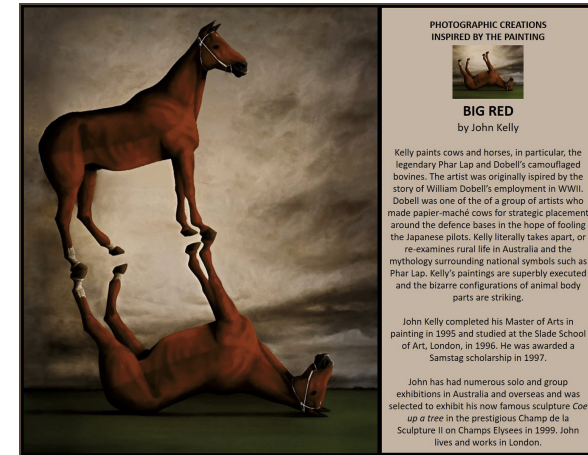 PHOTOGRAPHIC CREATIONS
INSPIRED BY THE PAINTING
BIG RED
by John Kelly
Kelly paints cows and horses, in particular, the
legendary Phar Lap and Dobell's camouflaged
bovines. The artist was originally ispired by the
story of William Dobell's employment in WWII.
Dobell was one of the of a group of artists who
made papier-maché cows for strategic placement
around the defence bases in the hope of fooling
the Japanese pilots. Kelly literally takes apart, or
re-examines rural life in Australia and the
mythology surrounding national symbols such as
Phar Lap. Kelly's paintings are superbly executed
and the bizarre configurations of animal body
parts are striking.
John Kelly completed his Master of Arts in
painting in 1995 and studied at the Slade School
of Art, London, in 1996. He was awarded a
Samstag scholarship in 1997.
John has had numerous solo and group
exhibitions in Australia and overseas and was
selected to exhibit his now famous sculpture Coe
up a tree in the prestigious Champ de la
Sculpture II on Champs Elysees in 1999. John
lives and works in London.